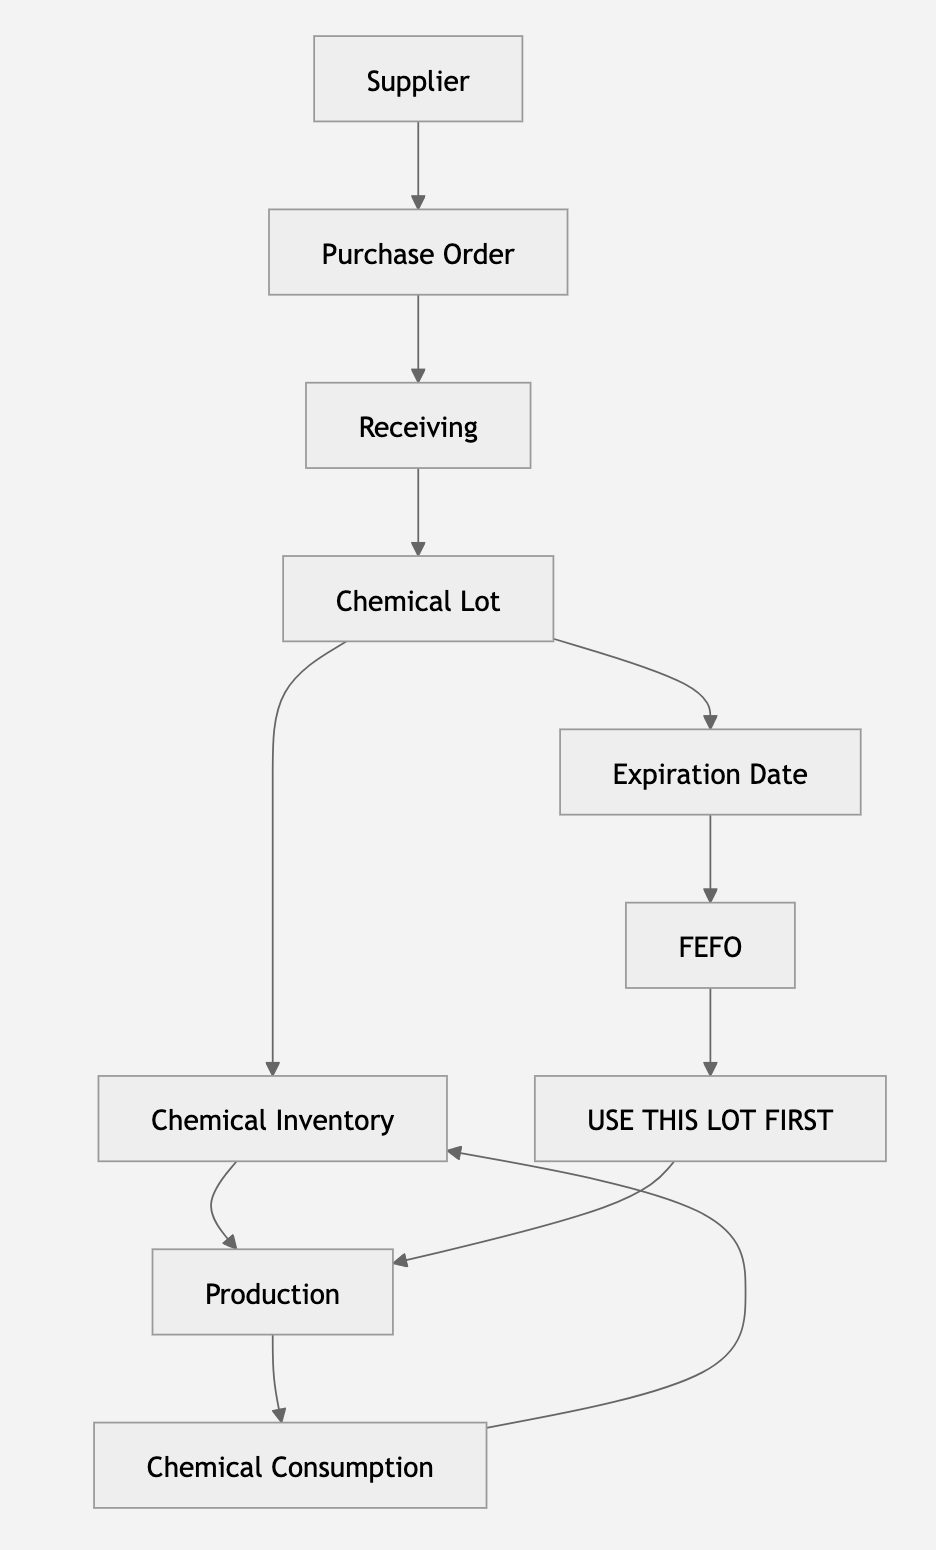 Supplier
Purchase Order
Receiving
Chemical Lot
Expiration Date
FEFO
Chemical Inventory
USE THIS LOT FIRST
Production
Chemical Consumption